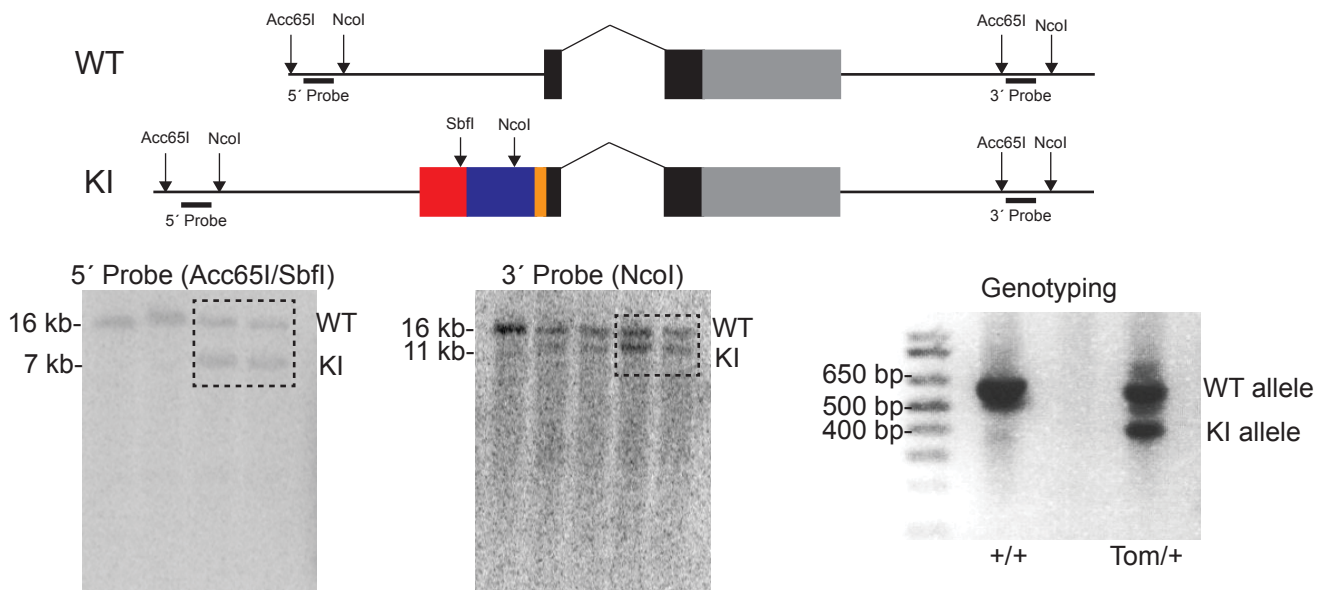 Acc65I NcoI Acc65I NcoI
WT
5´ Probe 3´ Probe
SbfI NcoI
Acc65I NcoI Acc65I NcoI
KI
5´ Probe 3´ Probe
5´ Probe (Acc65I/SbfI)
16 kb- WT
7 kb- KI
3´ Probe (NcoI)
16 kb- WT
11 kb- KI
Genotyping
650 bp-
500 bp-
400 bp-
WT allele
KI allele
+/+ Tom/+